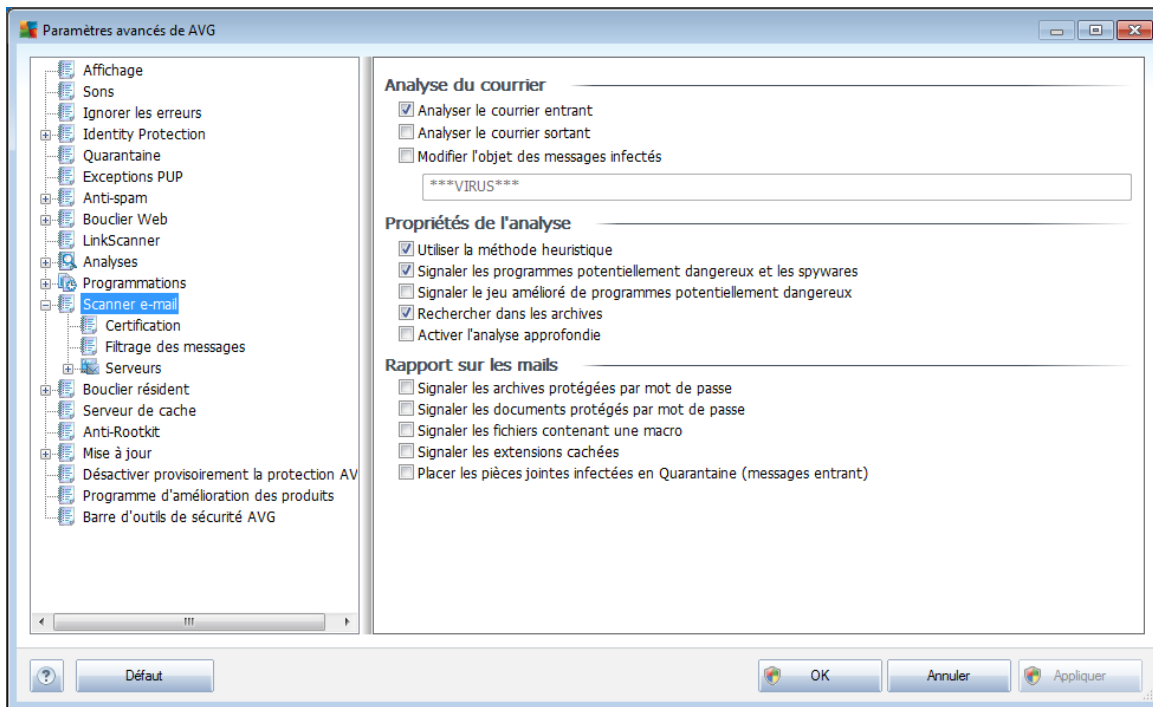 Paramètres avancés de AVG
Affichage
Sons
Ignorer les erreurs
Identity Protection
Quarantaine
Exceptions PUP
Anti-spam
Bouclier Web
LinkScanner
Analyses
Programmations
Scanner e-mail
Certification
Filtrage des messages
Serveurs
Bouclier résident
Serveur de cache
Anti-Rootkit
Mise à jour
Désactiver provisoirement la protection AV
Programme d'amélioration des produits
Barre d'outils de sécurité AVG
Analyse du courrier
Analyser le courrier entrant
Analyser le courrier sortant
Modifier l'objet des messages infectés
***VIRUS***
Propriétés de l'analyse
Utiliser la méthode heuristique
Signaler les programmes potentiellement dangereux et les spywares
Signaler le jeu amélioré de programmes potentiellement dangereux
Rechercher dans les archives
Activer l'analyse approfondie
Rapport sur les mails
Signaler les archives protégées par mot de passe
Signaler les documents protégés par mot de passe
Signaler les fichiers contenant une macro
Signaler les extensions cachées
Placer les pièces jointes infectées en Quarantaine (messages entrant)
? Défaut OK Annuler Appliquer